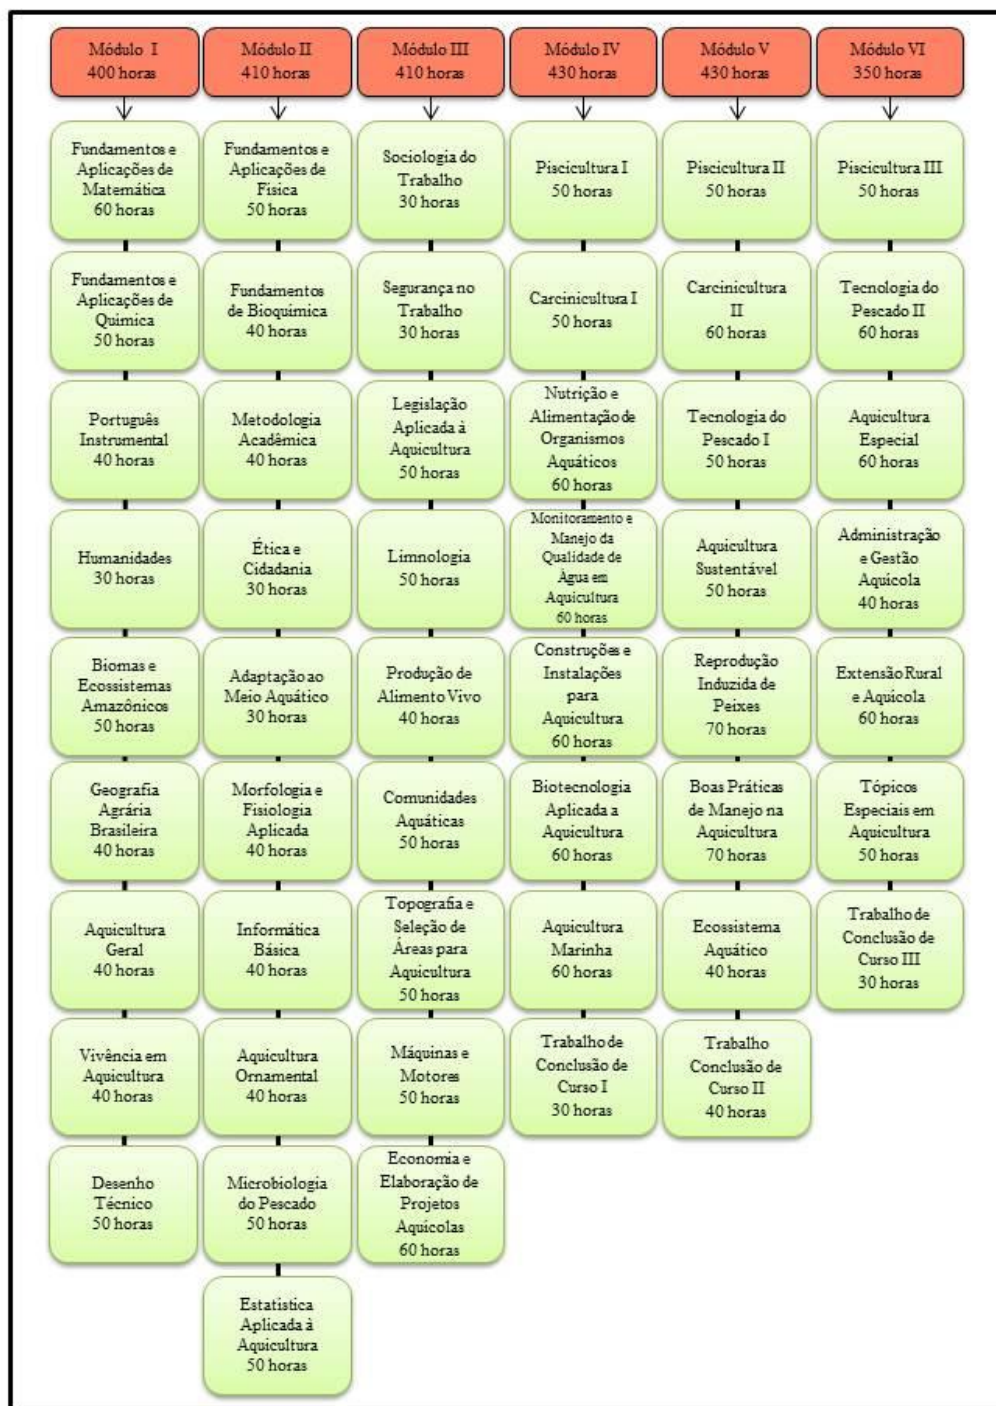 Módulo I
400 horas
Fundamentos e
Aplicações de
Matemática
60 horas
Fundamentos e
Aplicações de
Química
50 horas
Português
Instrumental
40 horas
Humanidades
30 horas
Biomas e
Ecossistemas
Amazônicos
50 horas
Geografia
Agrária
Brasileira
40 horas
Aquicultura
Geral
40 horas
Vivência em
Aquicultura
40 horas
Desenho
Técnico
50 horas
Módulo II
410 horas
Fundamentos e
Aplicações de
Física
50 horas
Fundamentos
de Bioquímica
40 horas
Metodologia
Acadêmica
40 horas
Ética e
Cidadania
30 horas
Adaptação ao
Meio Aquático
30 horas
Morfologia e
Fisiologia
Aplicada
40 horas
Informática
Básica
40 horas
Aquicultura
Ornamental
40 horas
Microbiologia
do Pescado
50 horas
Estatística
Aplicada à
Aquicultura
50 horas
Módulo III
410 horas
Sociologia do
Trabalho
30 horas
Segurança no
Trabalho
30 horas
Legislação
Aplicada à
Aquicultura
50 horas
Limnologia
50 horas
Produção de
Alimento Vivo
40 horas
Comunidades
Aquáticas
50 horas
Topografia e
Seleção de
Áreas para
Aquicultura
50 horas
Máquinas e
Motores
50 horas
Economia e
Elaboração de
Projetos
Aquícolas
60 horas
Módulo IV
430 horas
Piscicultura I
50 horas
Carcinicultura I
50 horas
Nutrição e
Alimentação de
Organismos
Aquáticos
60 horas
Monitoramento e
Manejo da
Qualidade de
Água em
Aquicultura
60 horas
Construções e
Instalações
para
Aquicultura
60 horas
Biotecnologia
Aplicada a
Aquicultura
60 horas
Aquicultura
Marinha
60 horas
Trabalho de
Conclusão de
Curso I
30 horas
Módulo V
430 horas
Piscicultura II
50 horas
Carcinicultura
II
60 horas
Tecnologia do
Pescado I
50 horas
Aquicultura
Sustentável
50 horas
Reprodução
Induzida de
Peixes
70 horas
Boas Práticas
de Manejo na
Aquicultura
70 horas
Ecossistema
Aquático
40 horas
Trabalho
Conclusão de
Curso II
40 horas
Módulo VI
350 horas
Piscicultura III
50 horas
Tecnologia do
Pescado II
60 horas
Aquicultura
Especial
60 horas
Administração
e Gestão
Aquícola
40 horas
Extensão Rural
e Aquícola
60 horas
Tópicos
Especiais em
Aquicultura
50 horas
Trabalho de
Conclusão de
Curso III
30 horas